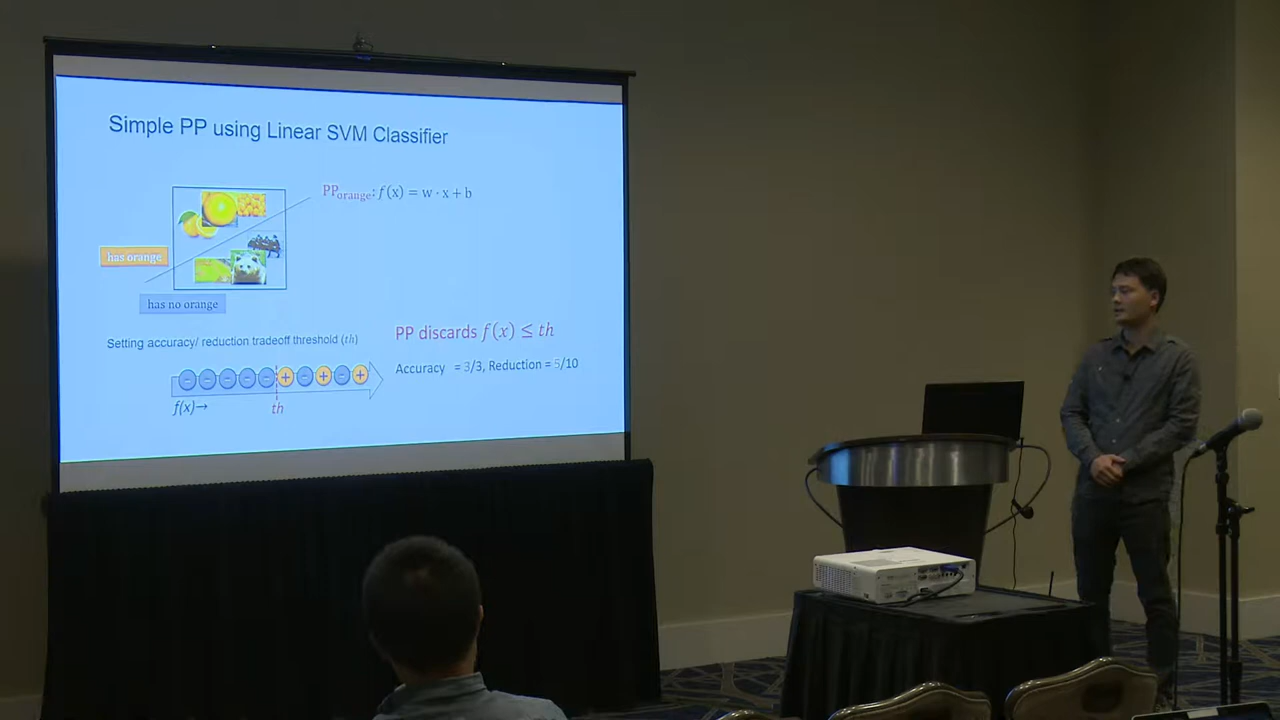 Simple PP using Linear SVM Classifier
PPorange: f(x) = w · x + b
has orange
has no orange
Setting accuracy/ reduction tradeoff threshold (th)
PP discards f(x) ≤ th
Accuracy = 3/3, Reduction = 5/10
- - - - - + - + - +
f(x)→
th